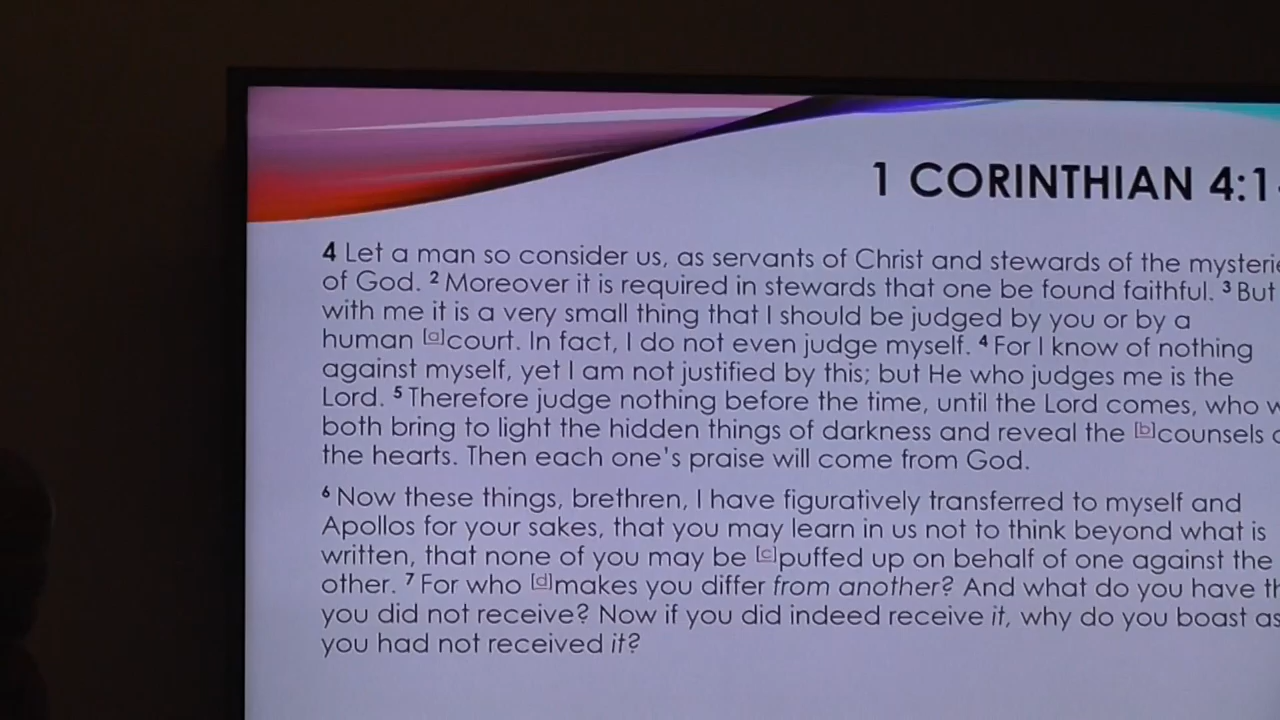 1 CORINTHIAN 4:1-
4 Let a man so consider us, as servants of Christ and stewards of the mysterie
of God. 2 Moreover it is required in stewards that one be found faithful. 3 But
with me it is a very small thing that I should be judged by you or by a
human [a]court. In fact, I do not even judge myself. 4 For I know of nothing
against myself, yet I am not justified by this; but He who judges me is the
Lord. 5 Therefore judge nothing before the time, until the Lord comes, who w
both bring to light the hidden things of darkness and reveal the [b]counsels o
the hearts. Then each one's praise will come from God.
6 Now these things, brethren, I have figuratively transferred to myself and
Apollos for your sakes, that you may learn in us not to think beyond what is
written, that none of you may be [c]puffed up on behalf of one against the
other. 7 For who [d]makes you differ from another? And what do you have th
you did not receive? Now if you did indeed receive it, why do you boast as
you had not received it?